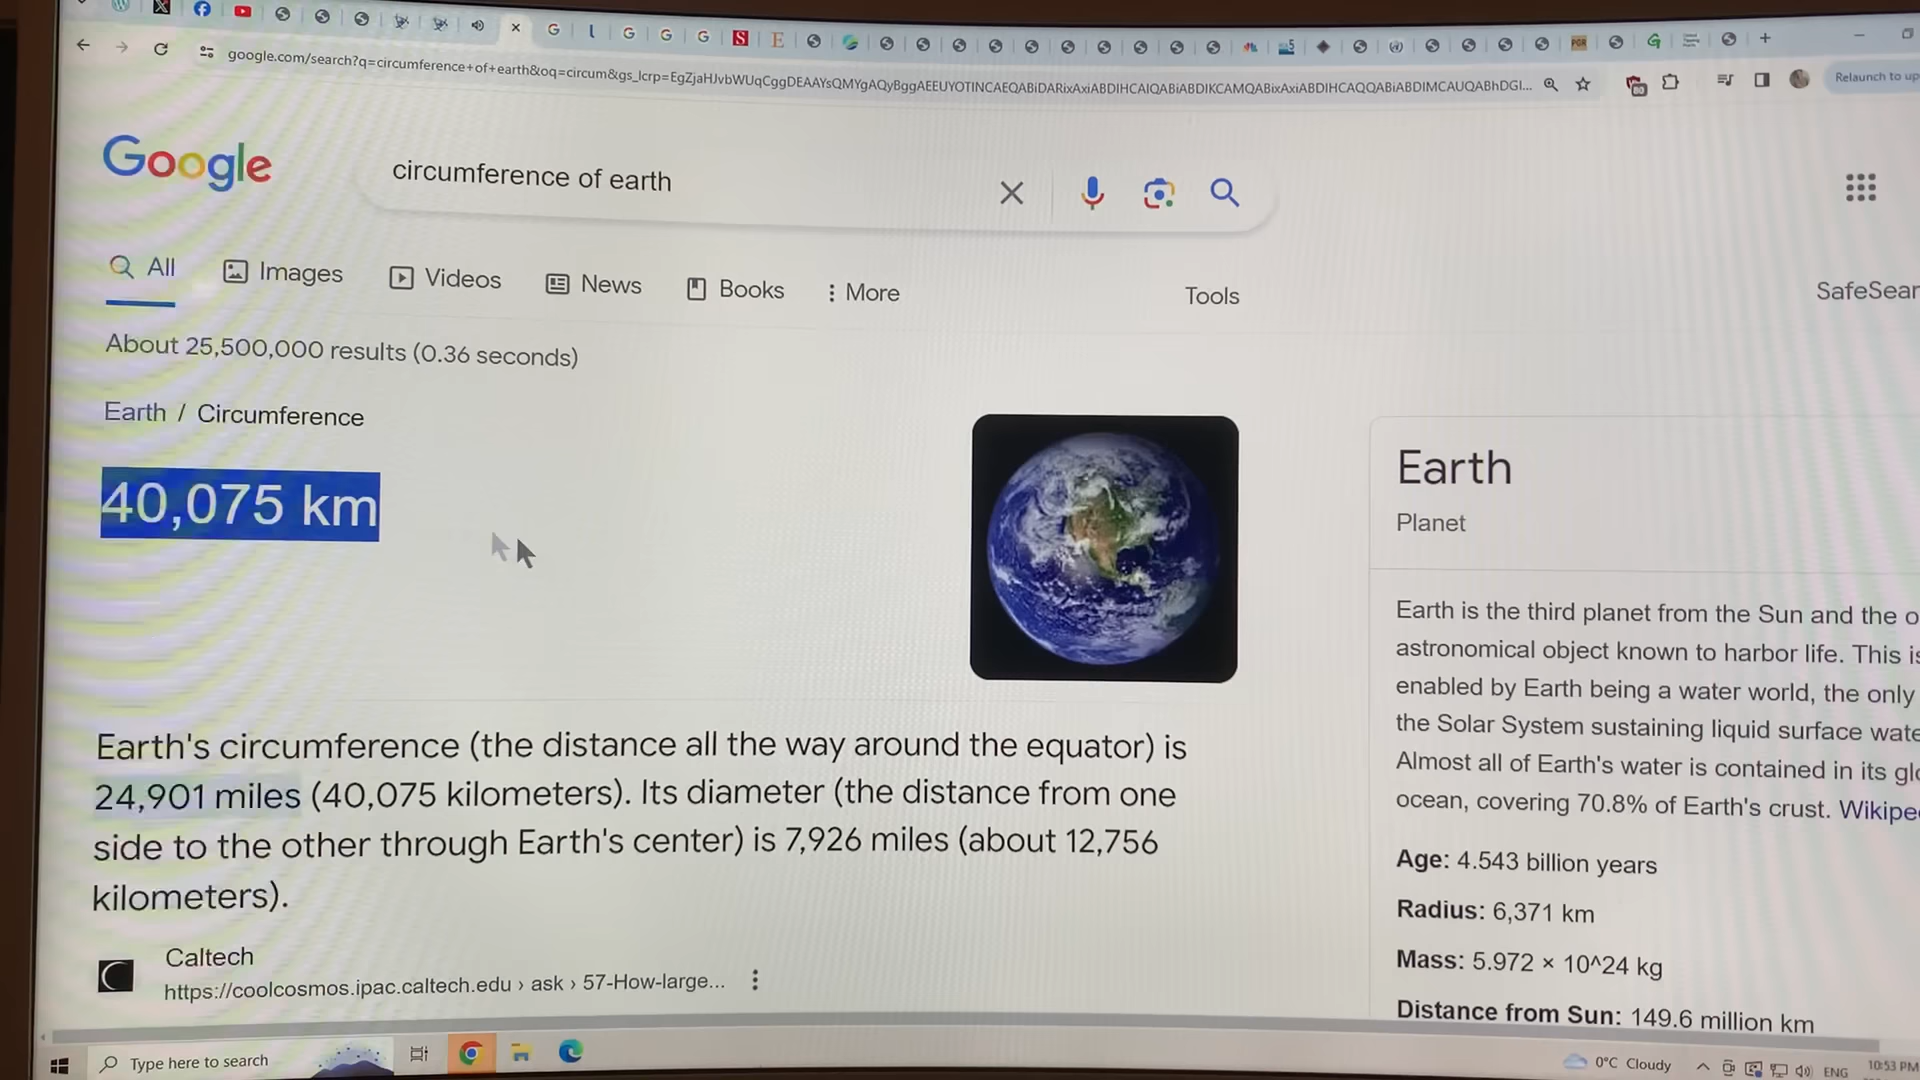 google.com/search?q=circumference+of+earth&oq=circum&gs_lcrp=EgZjaHJvbWUqCggDEAAYsQMYgAQyBggAEEUYOTINCAEQABiDARixAxiABDIHCAIQABiABDIKCAMQABixAxiABDIHCAQQABiABDIMCAUQABhDGI...
Relaunch to up
Google
circumference of earth
All
Images
Videos
News
Books
More
Tools
SafeSear
About 25,500,000 results (0.36 seconds)
Earth / Circumference
40,075 km
Earth's circumference (the distance all the way around the equator) is
24,901 miles (40,075 kilometers). Its diameter (the distance from one
side to the other through Earth's center) is 7,926 miles (about 12,756
kilometers).
Caltech
https://coolcosmos.ipac.caltech.edu › ask › 57-How-large...
Earth
Planet
Earth is the third planet from the Sun and the o
astronomical object known to harbor life. This is
enabled by Earth being a water world, the only
the Solar System sustaining liquid surface wate
Almost all of Earth's water is contained in its glo
ocean, covering 70.8% of Earth's crust. Wikipe
Age: 4.543 billion years
Radius: 6,371 km
Mass: 5.972 × 10^24 kg
Distance from Sun: 149.6 million km
Type here to search
0°C Cloudy
ENG
10:53 PM